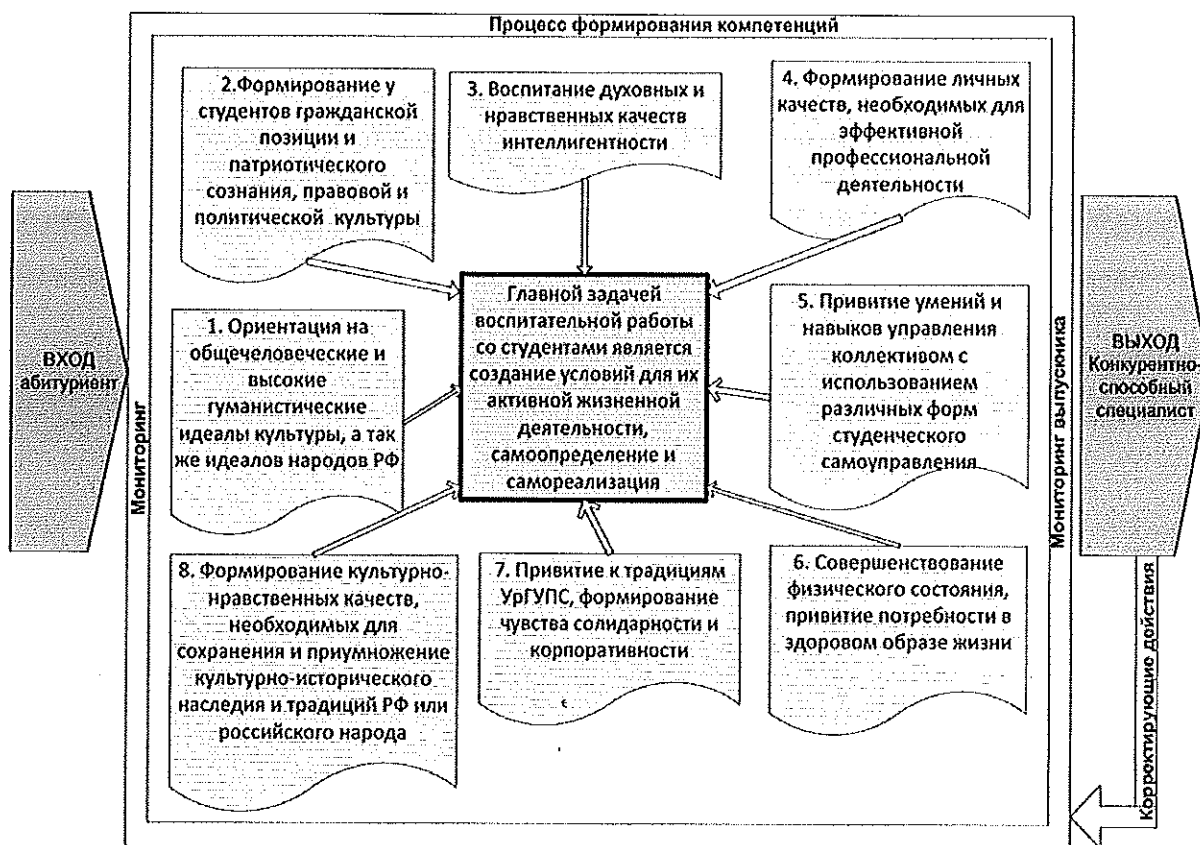 Процесс формирования компетенций
2.Формирование у
студентов гражданской
позиции и
патриотического
сознания, правовой и
политической культуры
3. Воспитание духовных и
нравственных качеств
интеллигентности
4. Формирование личных
качеств, необходимых для
эффективной
профессиональной
деятельности
ВХОД
абитуриент
Мониторинг
1. Ориентация на
общечеловеческие и
высокие
гуманистические
идеалы культуры, а так
же идеалов народов РФ
Главной задачей
воспитательной работы
со студентами является
создание условий для их
активной жизненной
деятельности,
самоопределение и
самореализация
5. Привитие умений и
навыков управления
коллективом с
использованием
различных форм
студенческого
самоуправления
Мониторинг выпускника
ВЫХОД
Конкурентно-
способный
специалист
8. Формирование культурно-
нравственных качеств,
необходимых для
сохранения и приумножение
культурно-исторического
наследия и традиций РФ или
российского народа
7. Привитие к традициям
УрГУПС, формирование
чувства солидарности и
корпоративности
6. Совершенствование
физического состояния,
привитие потребности в
здоровом образе жизни
Корректирующие действия